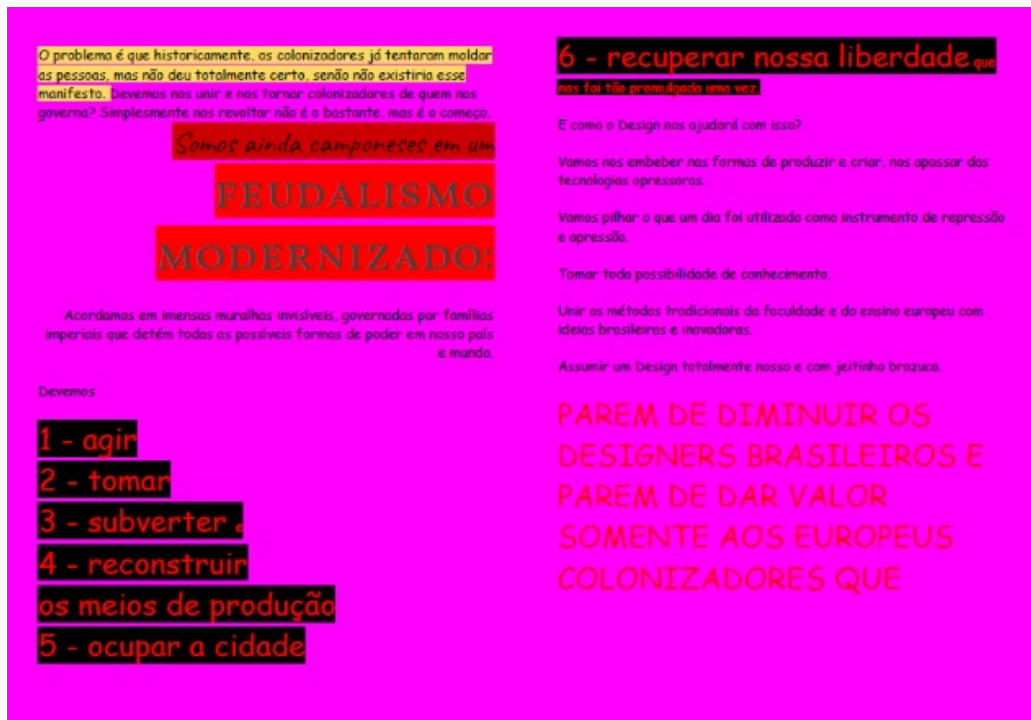 O problema é que historicamente, os colonizadores já tentaram moldar
as pessoas, mas não deu totalmente certo, senão não existiria esse
manifesto. Devemos nos unir e nos tornar colonizadores de quem nos
governa? Simplesmente nos revoltar não é o bastante, mas é o começo.
Somos ainda camponeses em um
FEUDALISMO
MODERNIZADO:
Acordamos em imensas muralhas invisíveis, governadas por famílias
imperiais que detém todas as possíveis formas de poder em nosso país
e mundo.
Devemos
1 - agir
2 - tomar
3 - subverter e
4 - reconstruir
os meios de produção
5 - ocupar a cidade
6 - recuperar nossa liberdade que
nos foi tão promulgada uma vez.
E como o Design nos ajudará com isso?
Vamos nos embeber nas formas de produzir e criar, nos apossar das
tecnologias opressoras.
Vamos pilhar o que um dia foi utilizado como instrumento de repressão
e opressão.
Tomar toda possibilidade de conhecimento.
Unir os métodos tradicionais da faculdade e do ensino europeu com
ideias brasileiras e inovadoras.
Assumir um Design totalmente nosso e com jeitinho brazuca.
PAREM DE DIMINUIR OS
DESIGNERS BRASILEIROS E
PAREM DE DAR VALOR
SOMENTE AOS EUROPEUS
COLONIZADORES QUE